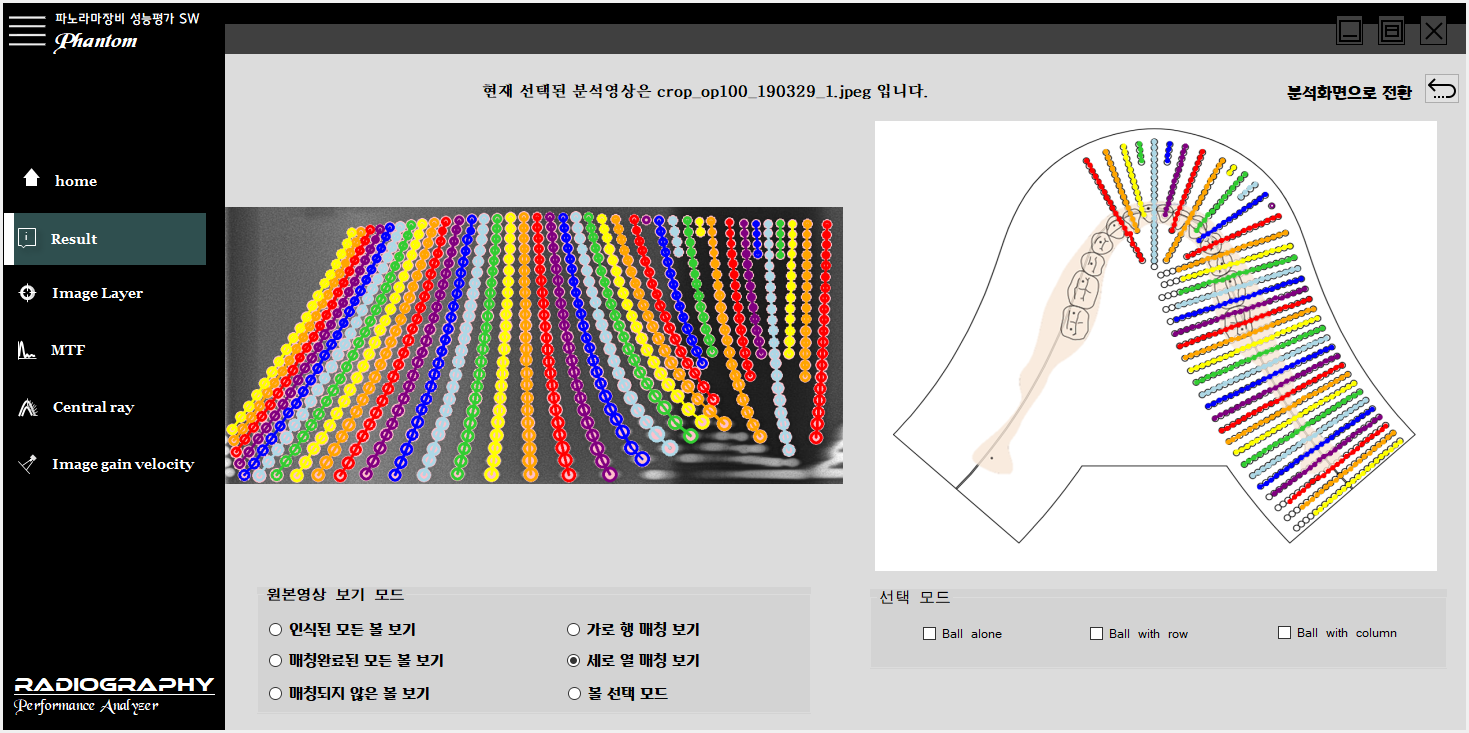 파노라마장비 성능평가 SW
Phantom
현재 선택된 분석영상은 crop_op100_190329_1.jpeg 입니다.
분석화면으로 전환
home
Result
Image Layer
MTF
Central ray
Image gain velocity
원본영상 보기 모드
인식된 모든 볼 보기
가로 행 매칭 보기
매칭완료된 모든 볼 보기
세로 열 매칭 보기
매칭되지 않은 볼 보기
볼 선택 모드
선택 모드
Ball alone
Ball with row
Ball with column
RADIOGRAPHY
Performance Analyzer